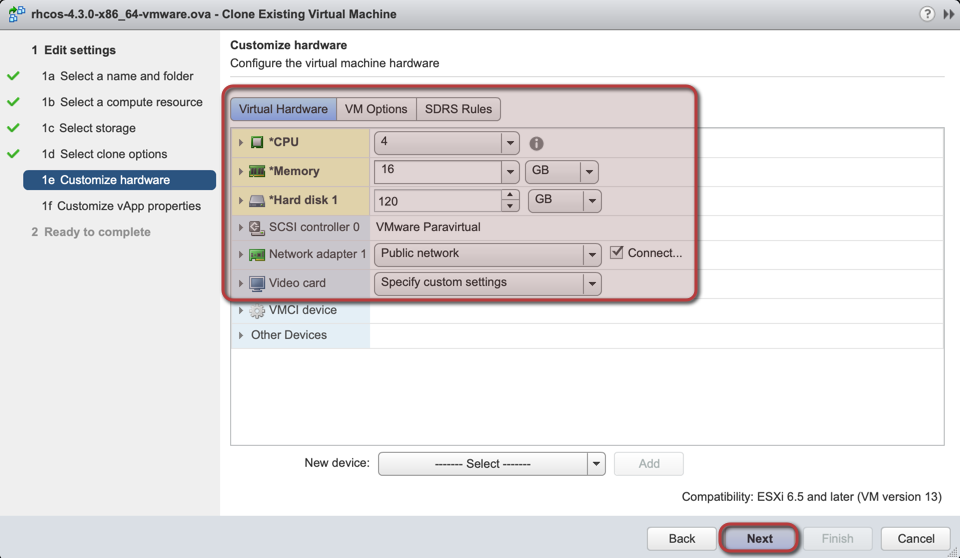 rhcos-4.3.0-x86_64-vmware.ova - Clone Existing Virtual Machine
?
1 Edit settings
1a Select a name and folder
1b Select a compute resource
1c Select storage
1d Select clone options
1e Customize hardware
1f Customize vApp properties
2 Ready to complete
Customize hardware
Configure the virtual machine hardware
Virtual Hardware VM Options SDRS Rules
*CPU 4
*Memory 16 GB
*Hard disk 1 120 GB
SCSI controller 0 VMware Paravirtual
Network adapter 1 Public network Connect...
Video card Specify custom settings
VMCI device
Other Devices
New device: ------- Select ------- Add
Compatibility: ESXi 6.5 and later (VM version 13)
Back Next Finish Cancel